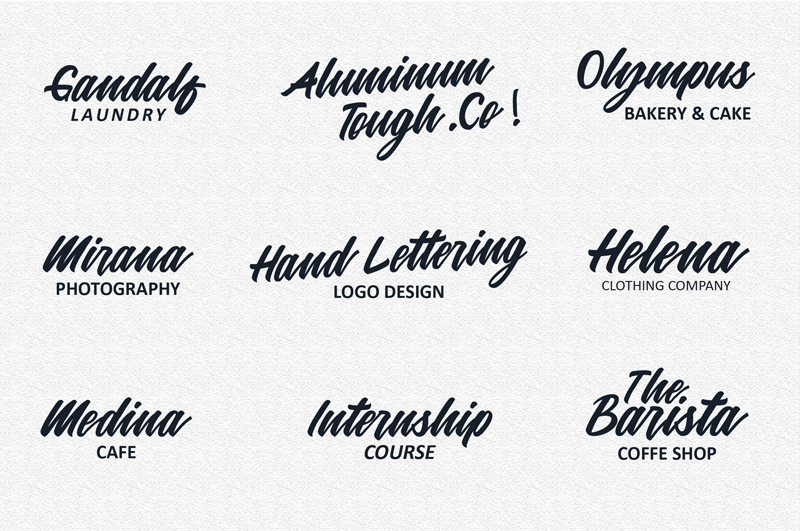 Gandalf
LAUNDRY
Aluminum
Tough .Co !
Olympus
BAKERY & CAKE
Mirana
PHOTOGRAPHY
Hand Lettering
LOGO DESIGN
Helena
CLOTHING COMPANY
Medina
CAFE
Internship
COURSE
The
Barista
COFFE SHOP